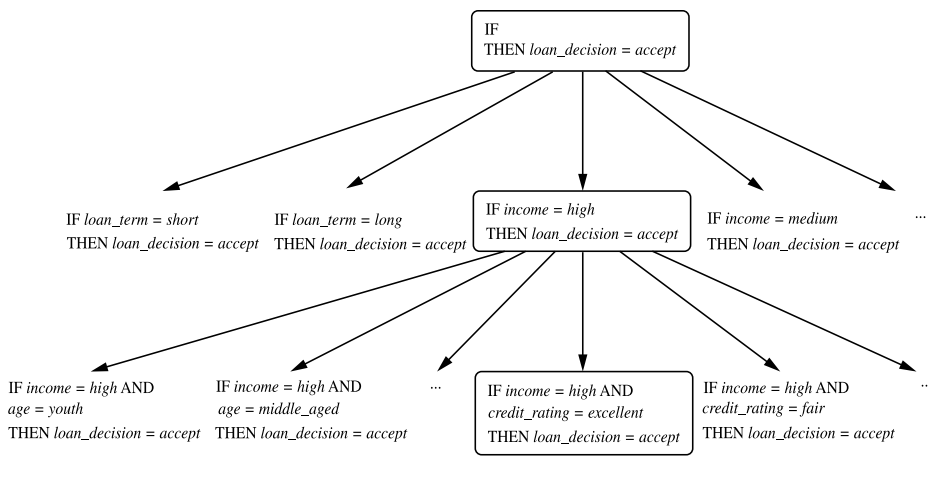 IF
THEN loan_decision = accept
IF loan_term = short
THEN loan_decision = accept
IF loan_term = long
THEN loan_decision = accept
IF income = high
THEN loan_decision = accept
IF income = medium
THEN loan_decision = accept
...
IF income = high AND
age = youth
THEN loan_decision = accept
IF income = high AND
age = middle_aged
THEN loan_decision = accept
...
IF income = high AND
credit_rating = excellent
THEN loan_decision = accept
IF income = high AND
credit_rating = fair
THEN loan_decision = accept
..